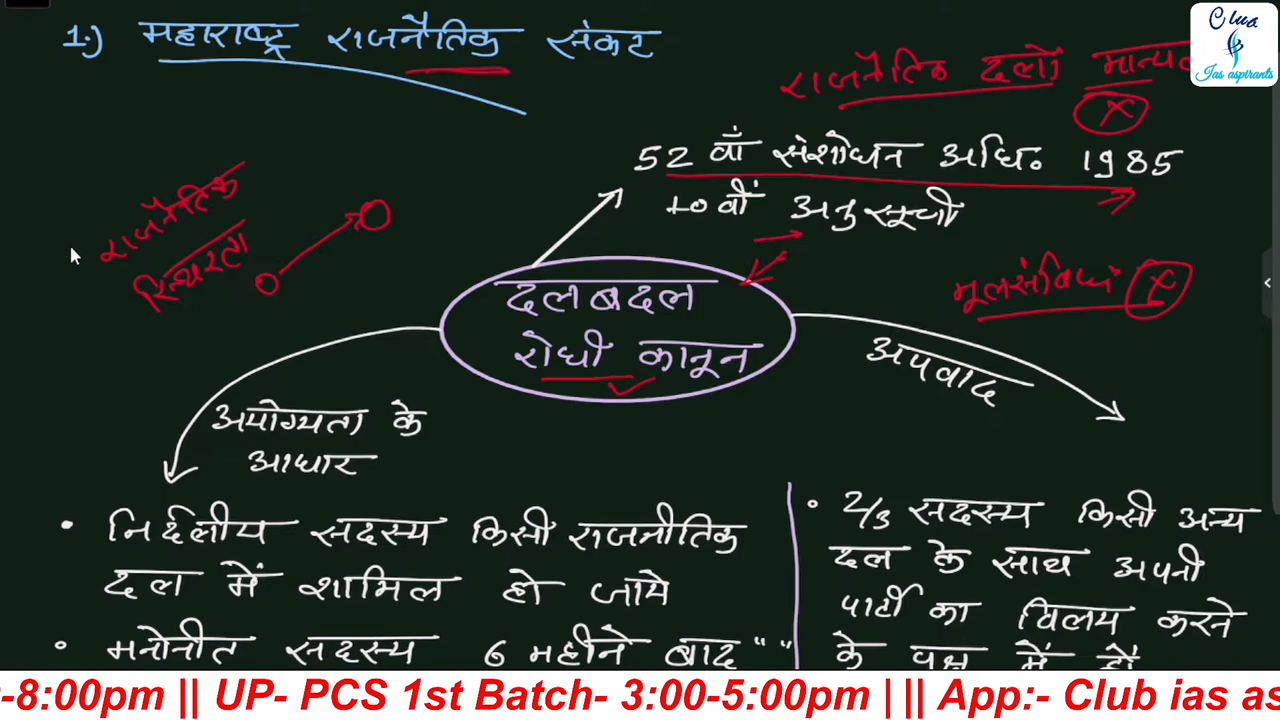 1.) महाराष्ट्र राजनैतिक संकट
Club
Ias aspirants
राजनैतिक दलों
X
52 वाँ संशोधन अधि० 1985
10वीं अनुसूची
राजनैतिक
स्थिरता
मूलसंविधान X
दलबदल
रोधी कानून
अपवाद
अयोग्यता के
आधार
• निर्दलीय सदस्य किसी राजनीतिक
दल में शामिल हो जाये
• मनोनीत सदस्य 6 महीने बाद " "
• 2/3 सदस्य किसी अन्य
दल के साथ अपनी
पार्टी का विलय करने
के पक्ष में हों
-8:00pm || UP- PCS 1st Batch- 3:00-5:00pm | || App:- Club ias as